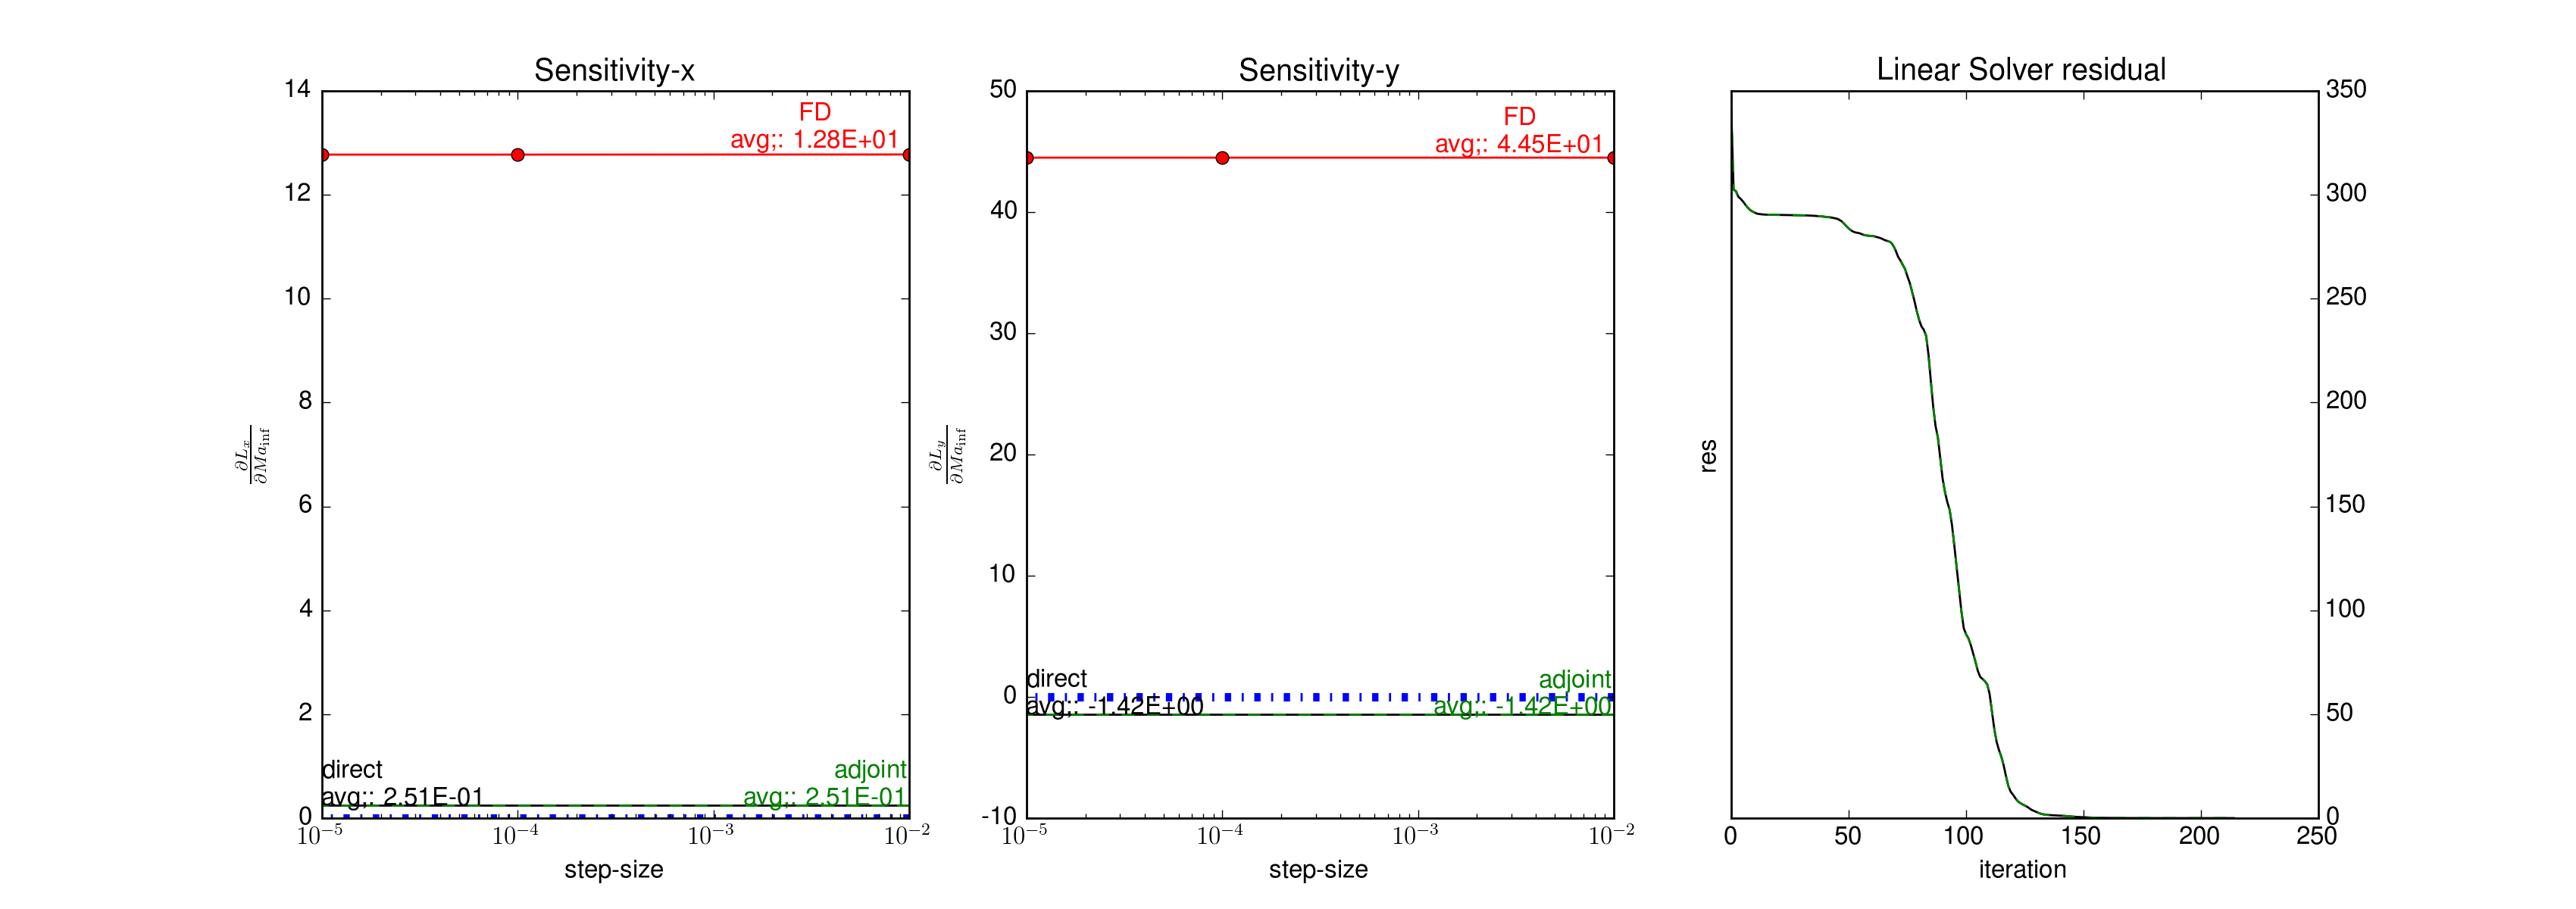 Sensitivity-x
14
12
10
8
6
4
2
0
∂L_x
∂Ma_inf
FD
avg;: 1.28E+01
direct
avg;: 2.51E-01
adjoint
avg;: 2.51E-01
10^-5
10^-4
10^-3
10^-2
step-size
Sensitivity-y
50
40
30
20
10
0
-10
∂L_y
∂Ma_inf
FD
avg;: 4.45E+01
direct
avg;: -1.42E+00
adjoint
avg;: -1.42E+00
10^-5
10^-4
10^-3
10^-2
step-size
Linear Solver residual
res
350
300
250
200
150
100
50
0
0
50
100
150
200
250
iteration